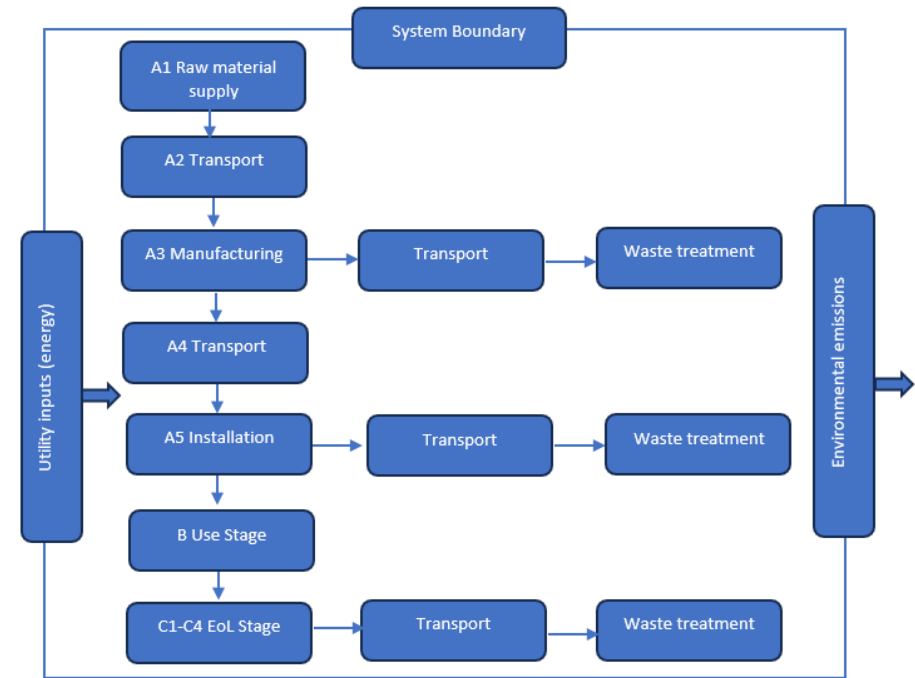 System Boundary
A1 Raw material
supply
A2 Transport
A3 Manufacturing
Transport
Waste treatment
A4 Transport
A5 Installation
Transport
Waste treatment
B Use Stage
C1-C4 EoL Stage
Transport
Waste treatment
Utility inputs (energy)
Environmental emissions